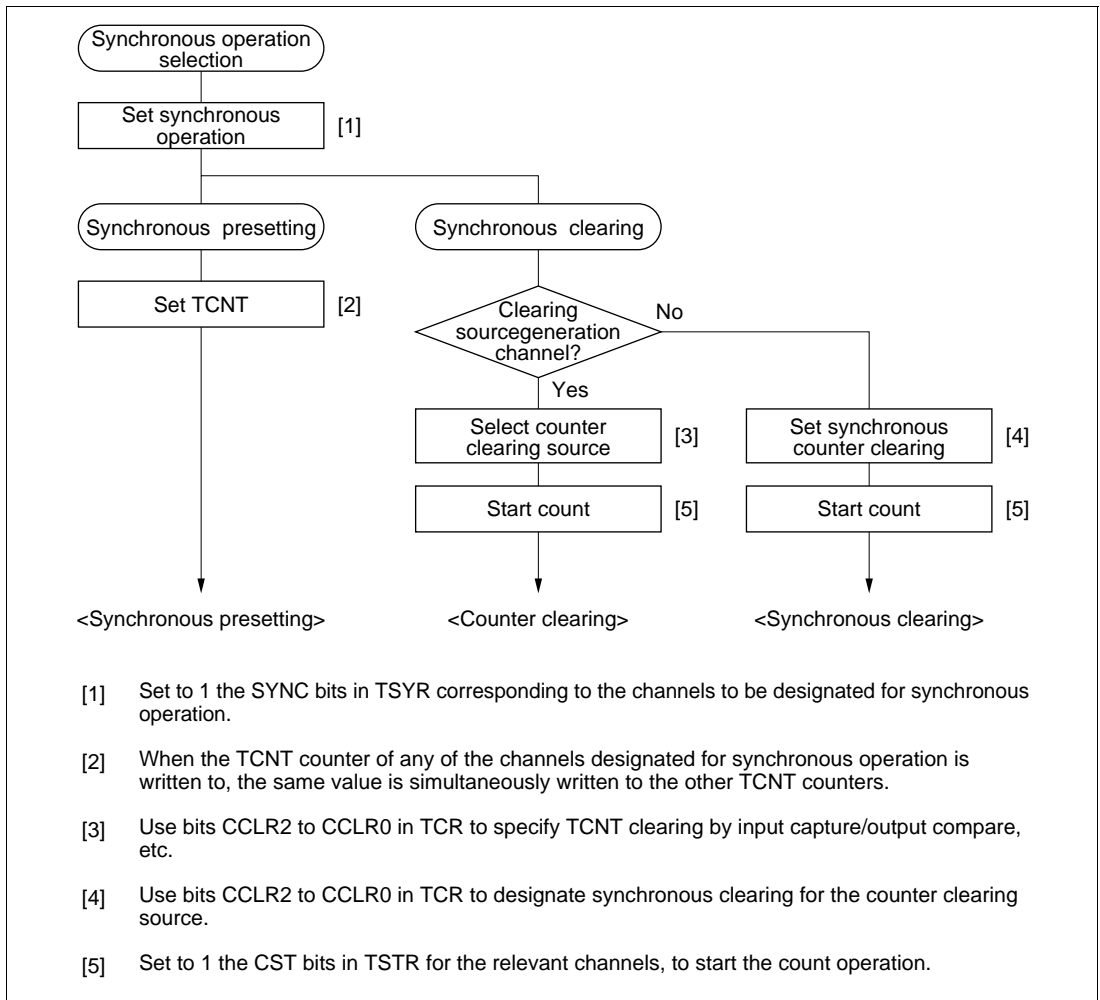 Synchronous operation
selection
Set synchronous
operation
[1]
Synchronous presetting
Synchronous clearing
Set TCNT
[2]
Clearing
sourcegeneration
channel?
No
Yes
Select counter
clearing source
[3]
Set synchronous
counter clearing
[4]
Start count
[5]
Start count
[5]
<Synchronous presetting>
<Counter clearing>
<Synchronous clearing>
[1] Set to 1 the SYNC bits in TSYR corresponding to the channels to be designated for synchronous
operation.
[2] When the TCNT counter of any of the channels designated for synchronous operation is
written to, the same value is simultaneously written to the other TCNT counters.
[3] Use bits CCLR2 to CCLR0 in TCR to specify TCNT clearing by input capture/output compare,
etc.
[4] Use bits CCLR2 to CCLR0 in TCR to designate synchronous clearing for the counter clearing
source.
[5] Set to 1 the CST bits in TSTR for the relevant channels, to start the count operation.